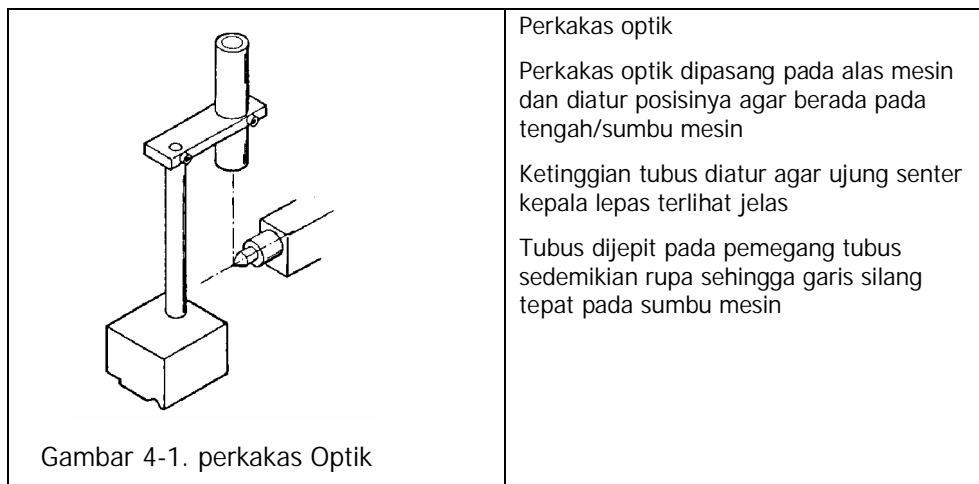 Perkakas optik
Perkakas optik dipasang pada alas mesin
dan diatur posisinya agar berada pada
tengah/sumbu mesin
Ketinggian tubus diatur agar ujung senter
kepala lepas terlihat jelas
Tubus dijepit pada pemegang tubus
sedemikian rupa sehingga garis silang
tepat pada sumbu mesin
Gambar 4-1. perkakas Optik